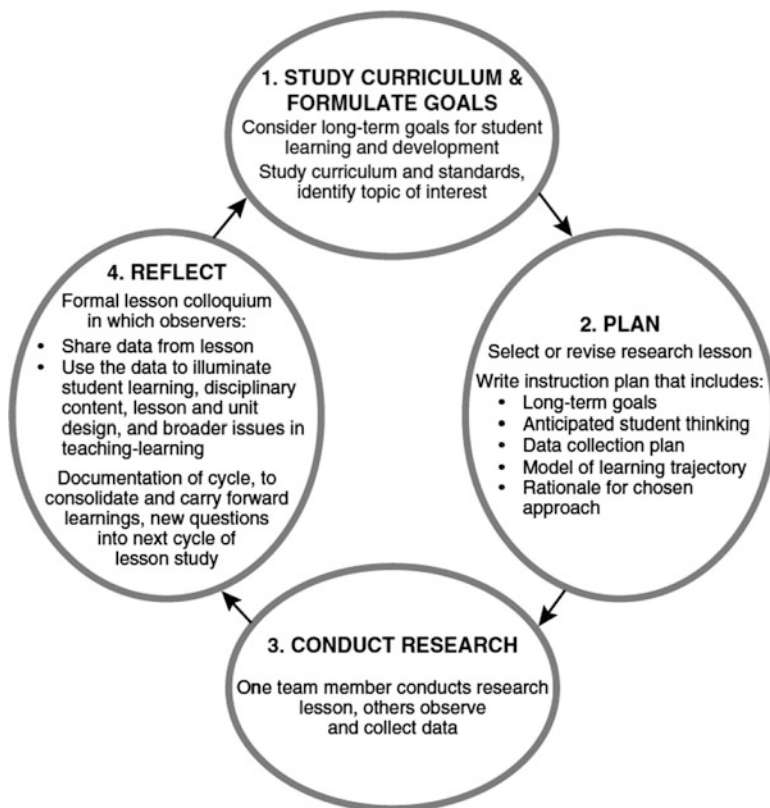 1. STUDY CURRICULUM &
FORMULATE GOALS
Consider long-term goals for student
learning and development
Study curriculum and standards,
identify topic of interest
2. PLAN
Select or revise research lesson
Write instruction plan that includes:
• Long-term goals
• Anticipated student thinking
• Data collection plan
• Model of learning trajectory
• Rationale for chosen
approach
3. CONDUCT RESEARCH
One team member conducts research
lesson, others observe
and collect data
4. REFLECT
Formal lesson colloquium
in which observers:
• Share data from lesson
• Use the data to illuminate
student learning, disciplinary
content, lesson and unit
design, and broader issues in
teaching-learning
Documentation of cycle, to
consolidate and carry forward
learnings, new questions
into next cycle of
lesson study